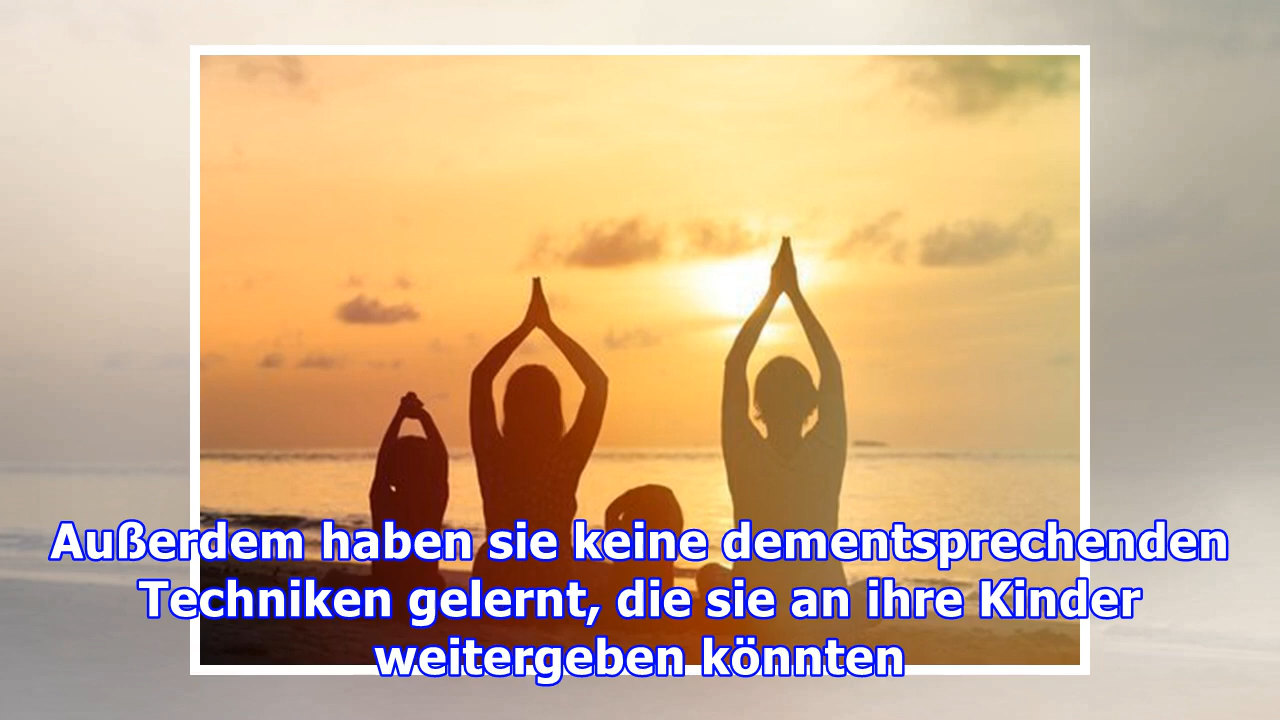 Außerdem haben sie keine dementsprechenden
Techniken gelernt, die sie an ihre Kinder
weitergeben könnten